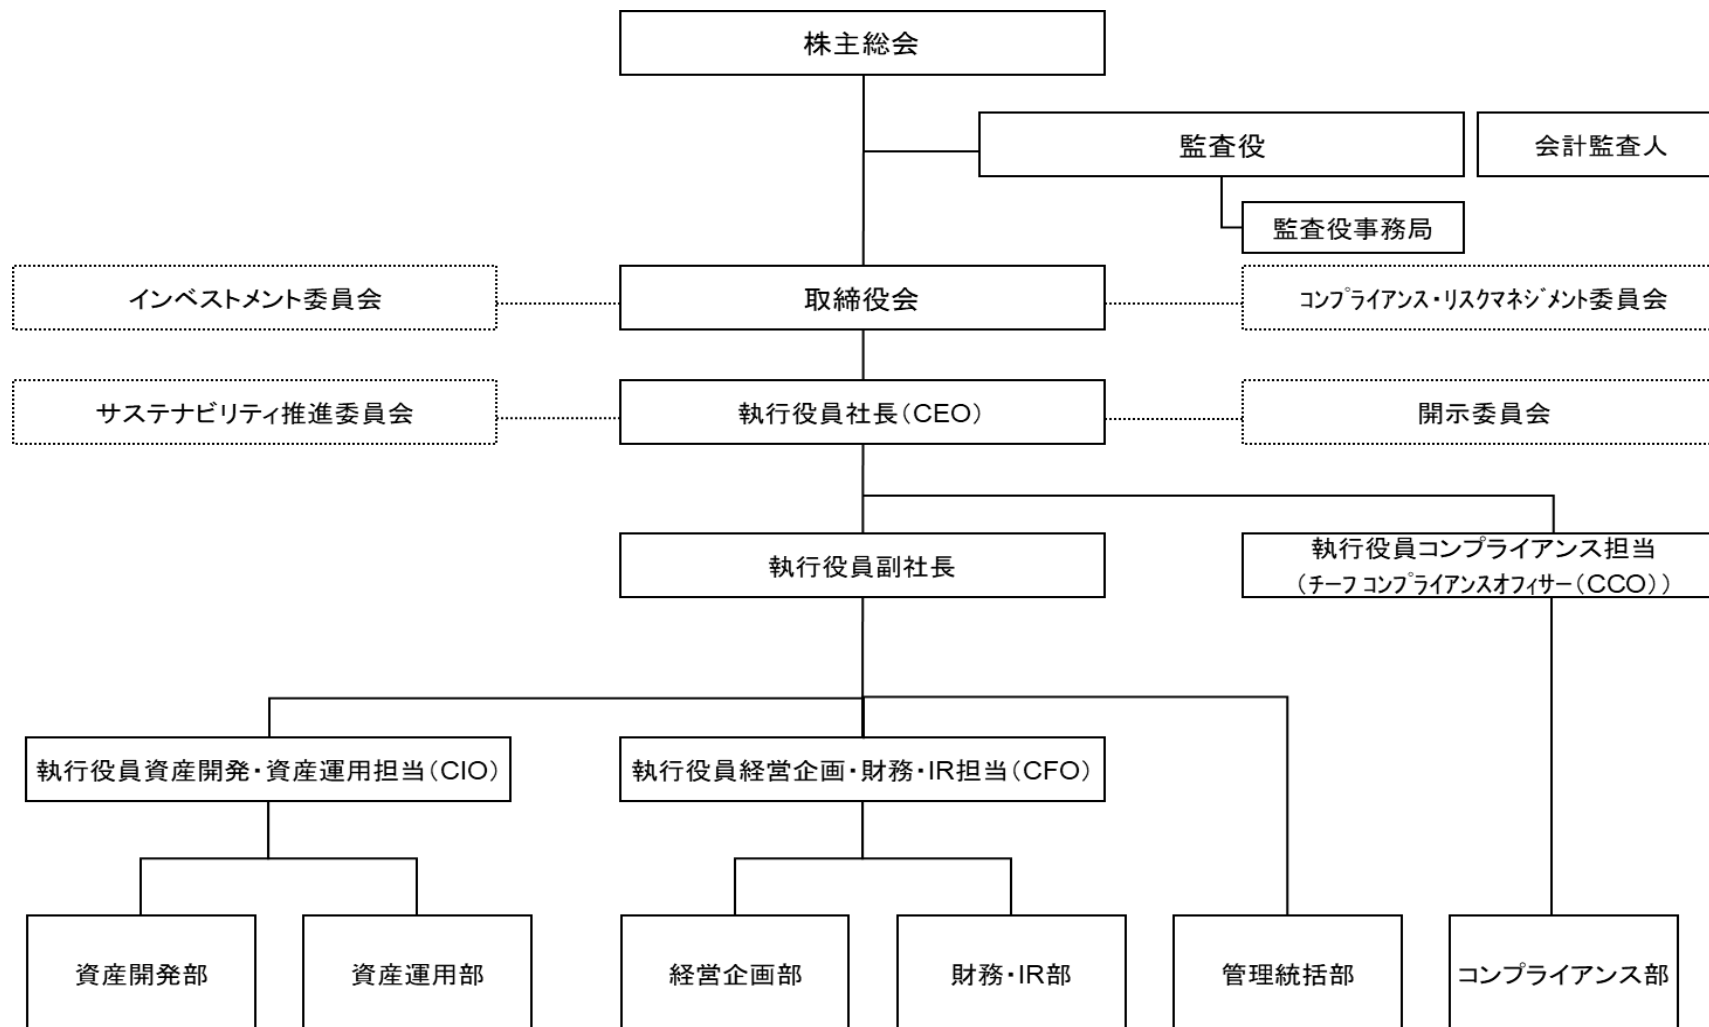 株主総会
監査役
会計監査人
監査役事務局
インベストメント委員会
取締役会
コンプライアンス・リスクマネジメント委員会
サステナビリティ推進委員会
執行役員社長(CEO)
開示委員会
執行役員副社長
執行役員コンプライアンス担当
(チーフコンプライアンスオフィサー(CCO))
執行役員資産開発・資産運用担当(CIO)
執行役員経営企画・財務・IR担当(CFO)
資産開発部
資産運用部
経営企画部
財務・IR部
管理統括部
コンプライアンス部